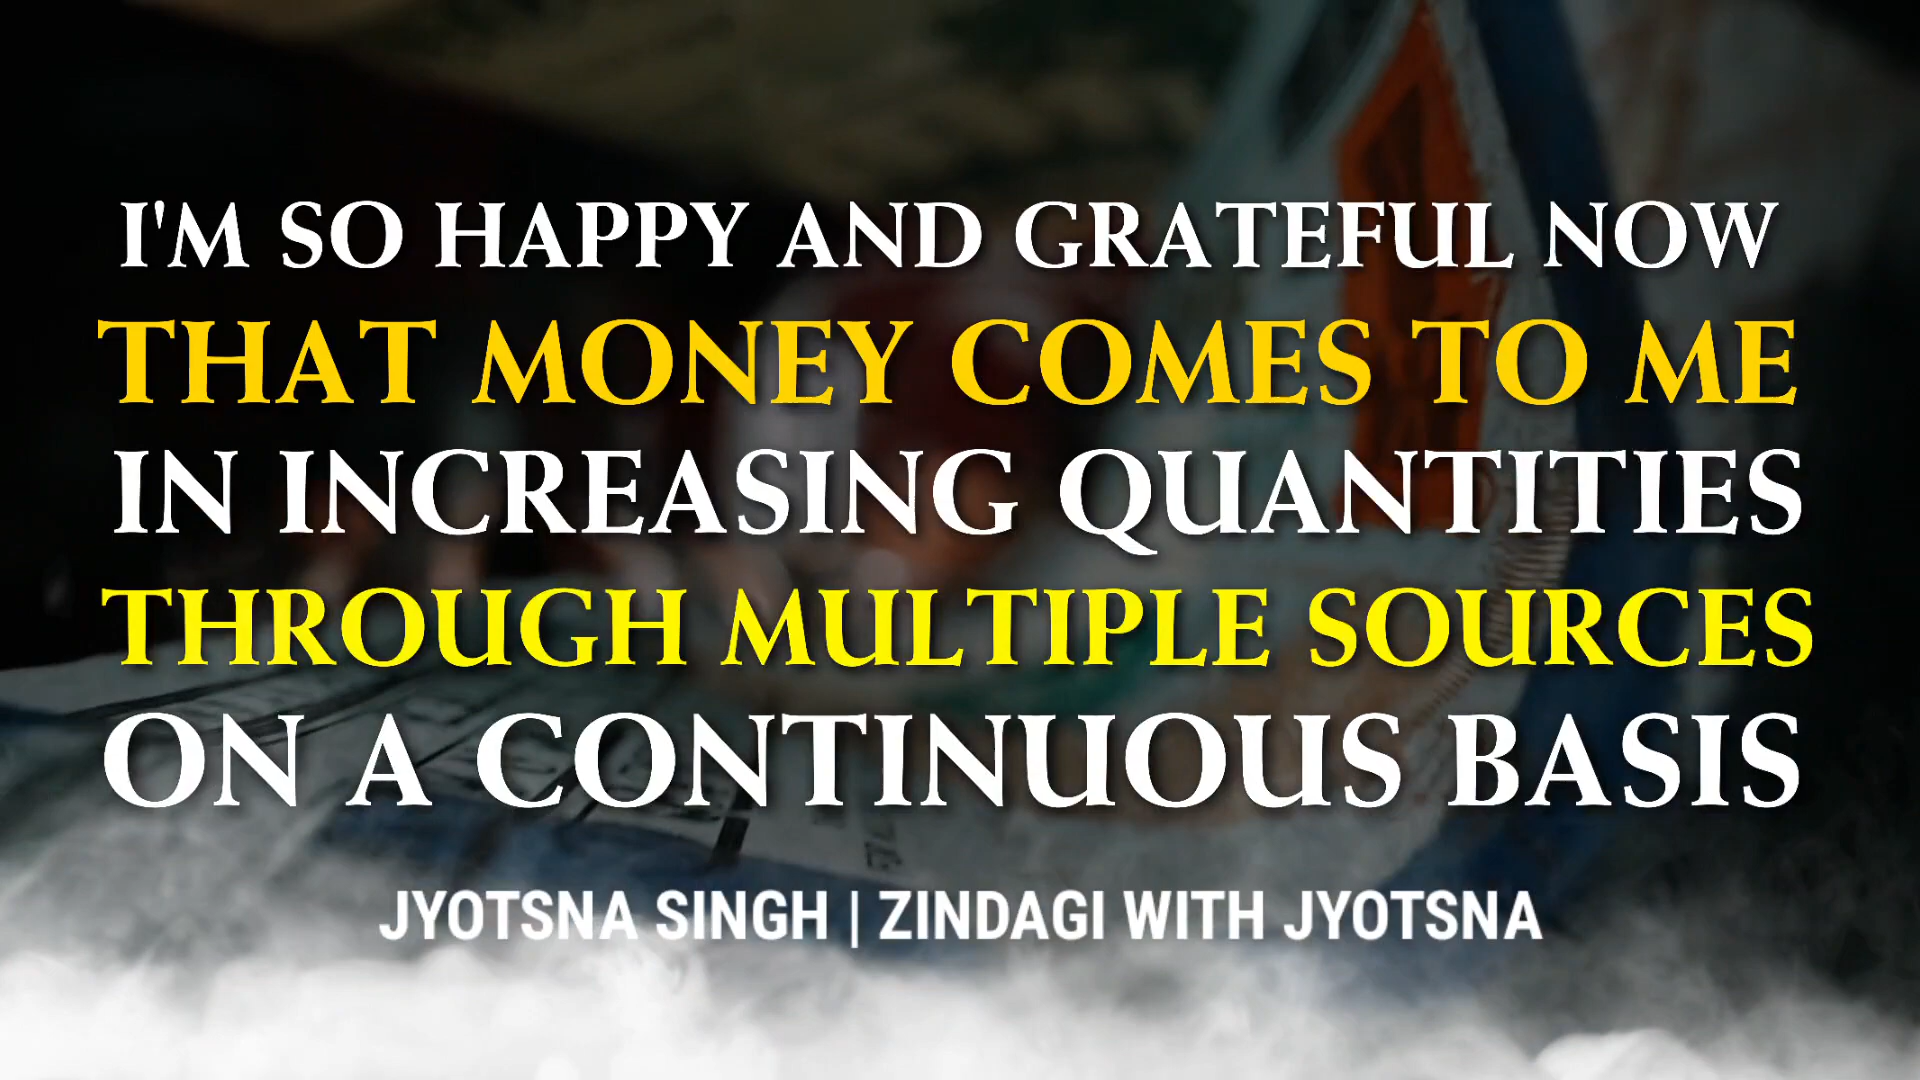 I'M SO HAPPY AND GRATEFUL NOW
THAT MONEY COMES TO ME
IN INCREASING QUANTITIES
THROUGH MULTIPLE SOURCES
ON A CONTINUOUS BASIS
JYOTSNA SINGH | ZINDAGI WITH JYOTSNA